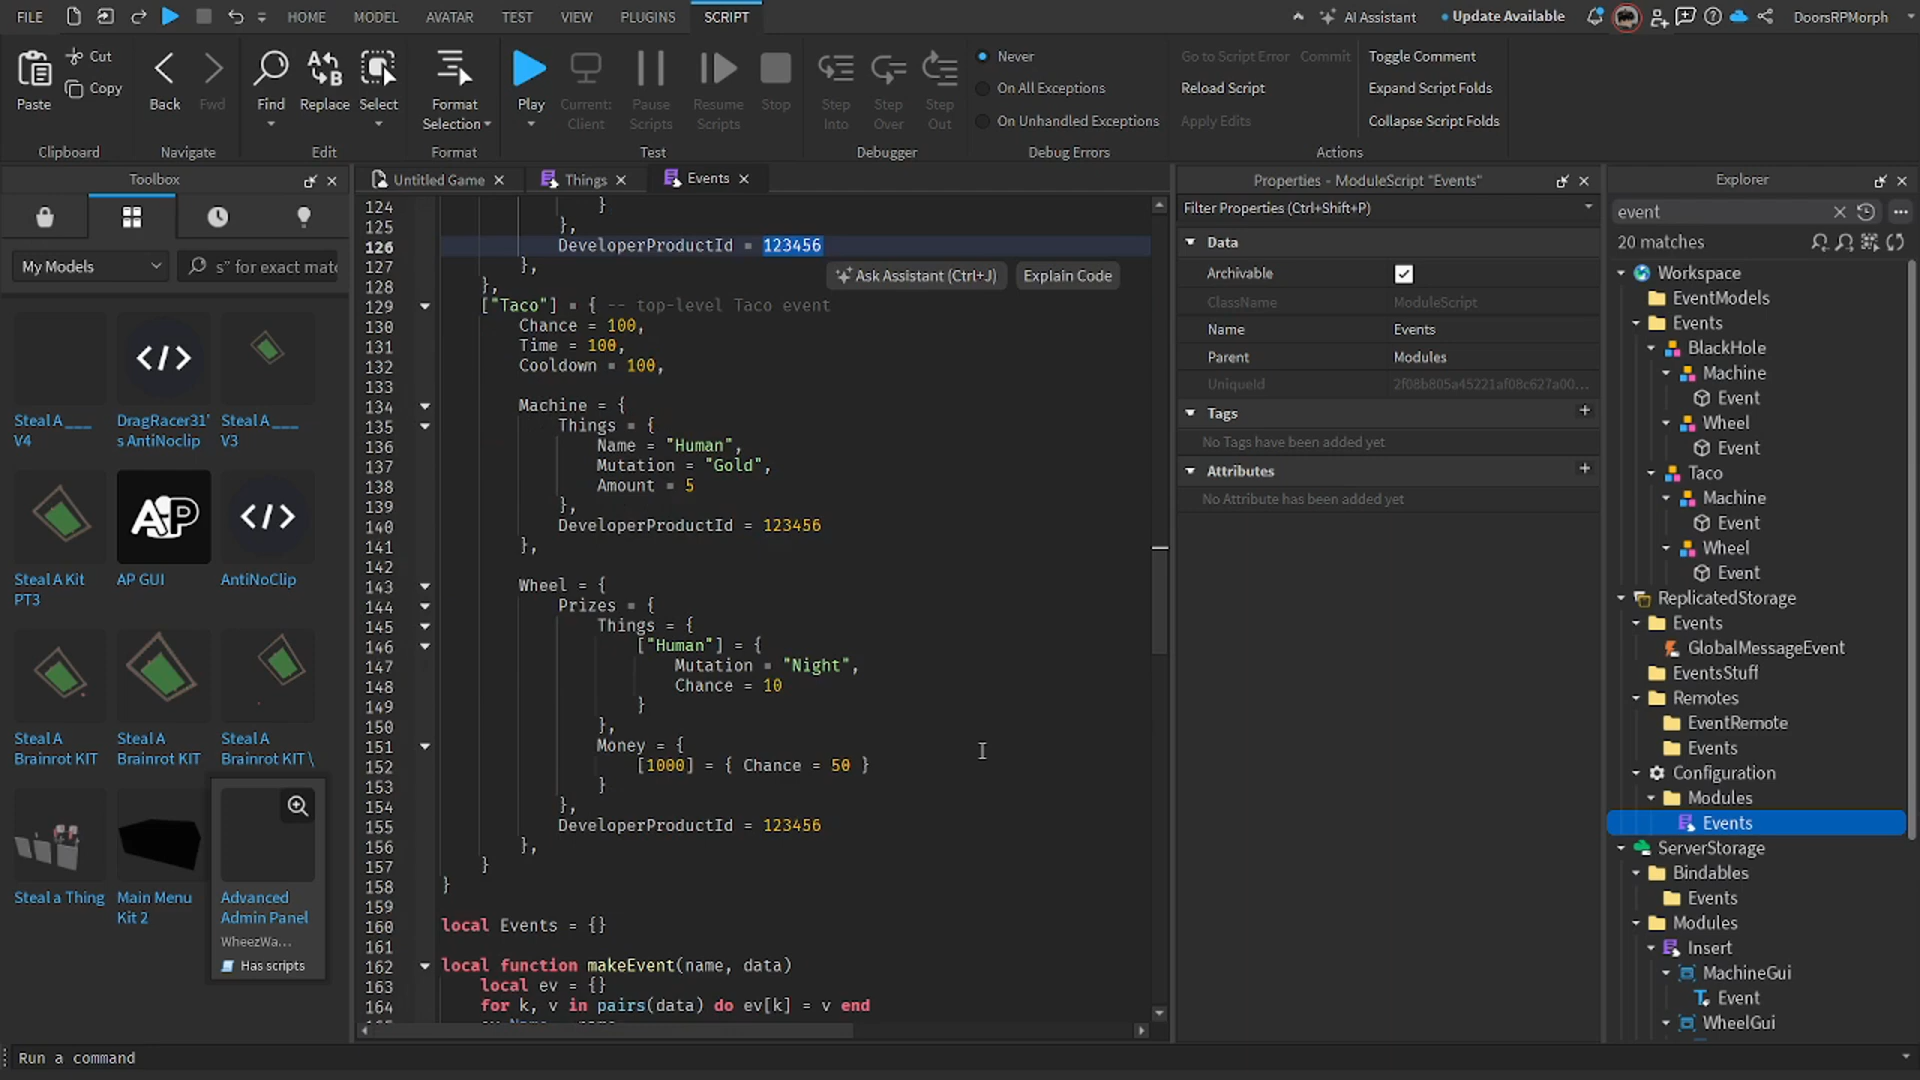 FILE
HOME
MODEL
AVATAR
TEST
VIEW
PLUGINS
SCRIPT
AI Assistant
Update Available
DoorsRPMorph
Paste
Cut
Copy
Back
Fwd
Find
Replace
Select
Format
Selection
Play
Current:
Client
Pause
Scripts
Resume
Scripts
Stop
Step
Into
Step
Over
Step
Out
Never
On All Exceptions
On Unhandled Exceptions
Go to Script Error
Commit
Reload Script
Apply Edits
Toggle Comment
Expand Script Folds
Collapse Script Folds
Clipboard
Navigate
Edit
Format
Test
Debugger
Debug Errors
Actions
Toolbox
My Models
s" for exact matc
Steal A ___
V4
DragRacer31'
s AntiNoclip
Steal A ___
V3
Steal A Kit
PT3
AP
AP GUI
AntiNoClip
Steal A
Brainrot KIT
Steal A
Brainrot KIT
Steal A
Brainrot KIT \
Steal a Thing
Main Menu
Kit 2
Advanced
Admin Panel
WheezWa...
Has scripts
Untitled Game
Things
Events
124 }
125 },
126 DeveloperProductId = 123456
127 },
128 },
Ask Assistant (Ctrl+J)
Explain Code
129 ["Taco"] = { -- top-level Taco event
130 Chance = 100,
131 Time = 100,
132 Cooldown = 100,
133
134 Machine = {
135 Things = {
136 Name = "Human",
137 Mutation = "Gold",
138 Amount = 5
139 },
140 DeveloperProductId = 123456
141 },
142
143 Wheel = {
144 Prizes = {
145 Things = {
146 ["Human"] = {
147 Mutation = "Night",
148 Chance = 10
149 }
150 },
151 Money = {
152 [1000] = { Chance = 50 }
153 }
154 },
155 DeveloperProductId = 123456
156 },
157 }
158 }
159
160 local Events = {}
161
162 local function makeEvent(name, data)
163 local ev = {}
164 for k, v in pairs(data) do ev[k] = v end
Properties - ModuleScript "Events"
Filter Properties (Ctrl+Shift+P)
Data
Archivable
ClassName ModuleScript
Name Events
Parent Modules
UniqueId 2f08b805a45221af08c627a00...
Tags
No Tags have been added yet
Attributes
No Attribute has been added yet
Explorer
event
20 matches
Workspace
EventModels
Events
BlackHole
Machine
Event
Wheel
Event
Taco
Machine
Event
Wheel
Event
ReplicatedStorage
Events
GlobalMessageEvent
EventsStuff
Remotes
EventRemote
Events
Configuration
Modules
Events
ServerStorage
Bindables
Events
Modules
Insert
MachineGui
Event
WheelGui
Run a command